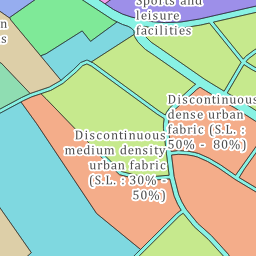 Sports and
leisure
facilities
n
s
Discontinuous
dense urban
fabric (S.L. :
50% -  80%)
Discontinuous
medium density
urban fabric
(S.L. : 30% -
50%)